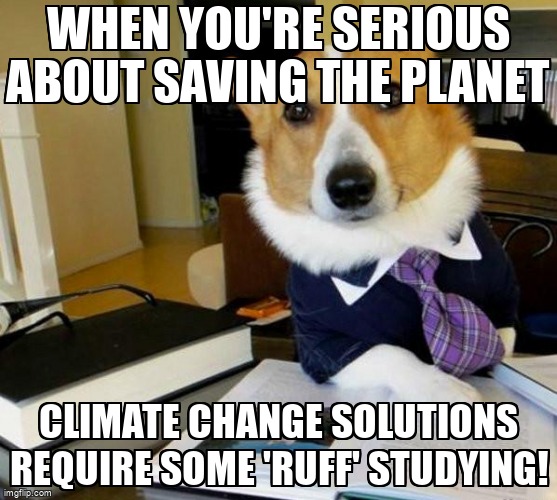 WHEN YOU'RE SERIOUS
ABOUT SAVING THE PLANET
CLIMATE CHANGE SOLUTIONS
REQUIRE SOME 'RUFF' STUDYING!
imgflip.com